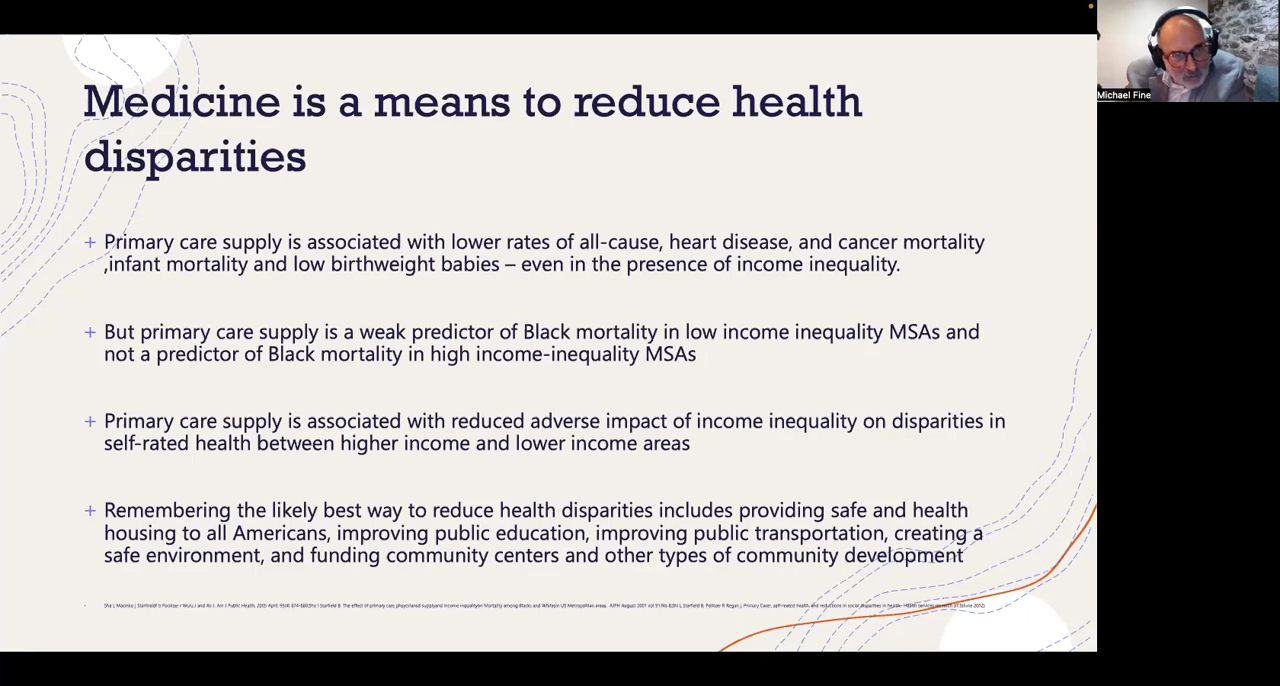 Medicine is a means to reduce health
disparities
+ Primary care supply is associated with lower rates of all-cause, heart disease, and cancer mortality
,infant mortality and low birthweight babies – even in the presence of income inequality.
+ But primary care supply is a weak predictor of Black mortality in low income inequality MSAs and
not a predictor of Black mortality in high income-inequality MSAs
+ Primary care supply is associated with reduced adverse impact of income inequality on disparities in
self-rated health between higher income and lower income areas
+ Remembering the likely best way to reduce health disparities includes providing safe and health
housing to all Americans, improving public education, improving public transportation, creating a
safe environment, and funding community centers and other types of community development
Michael Fine